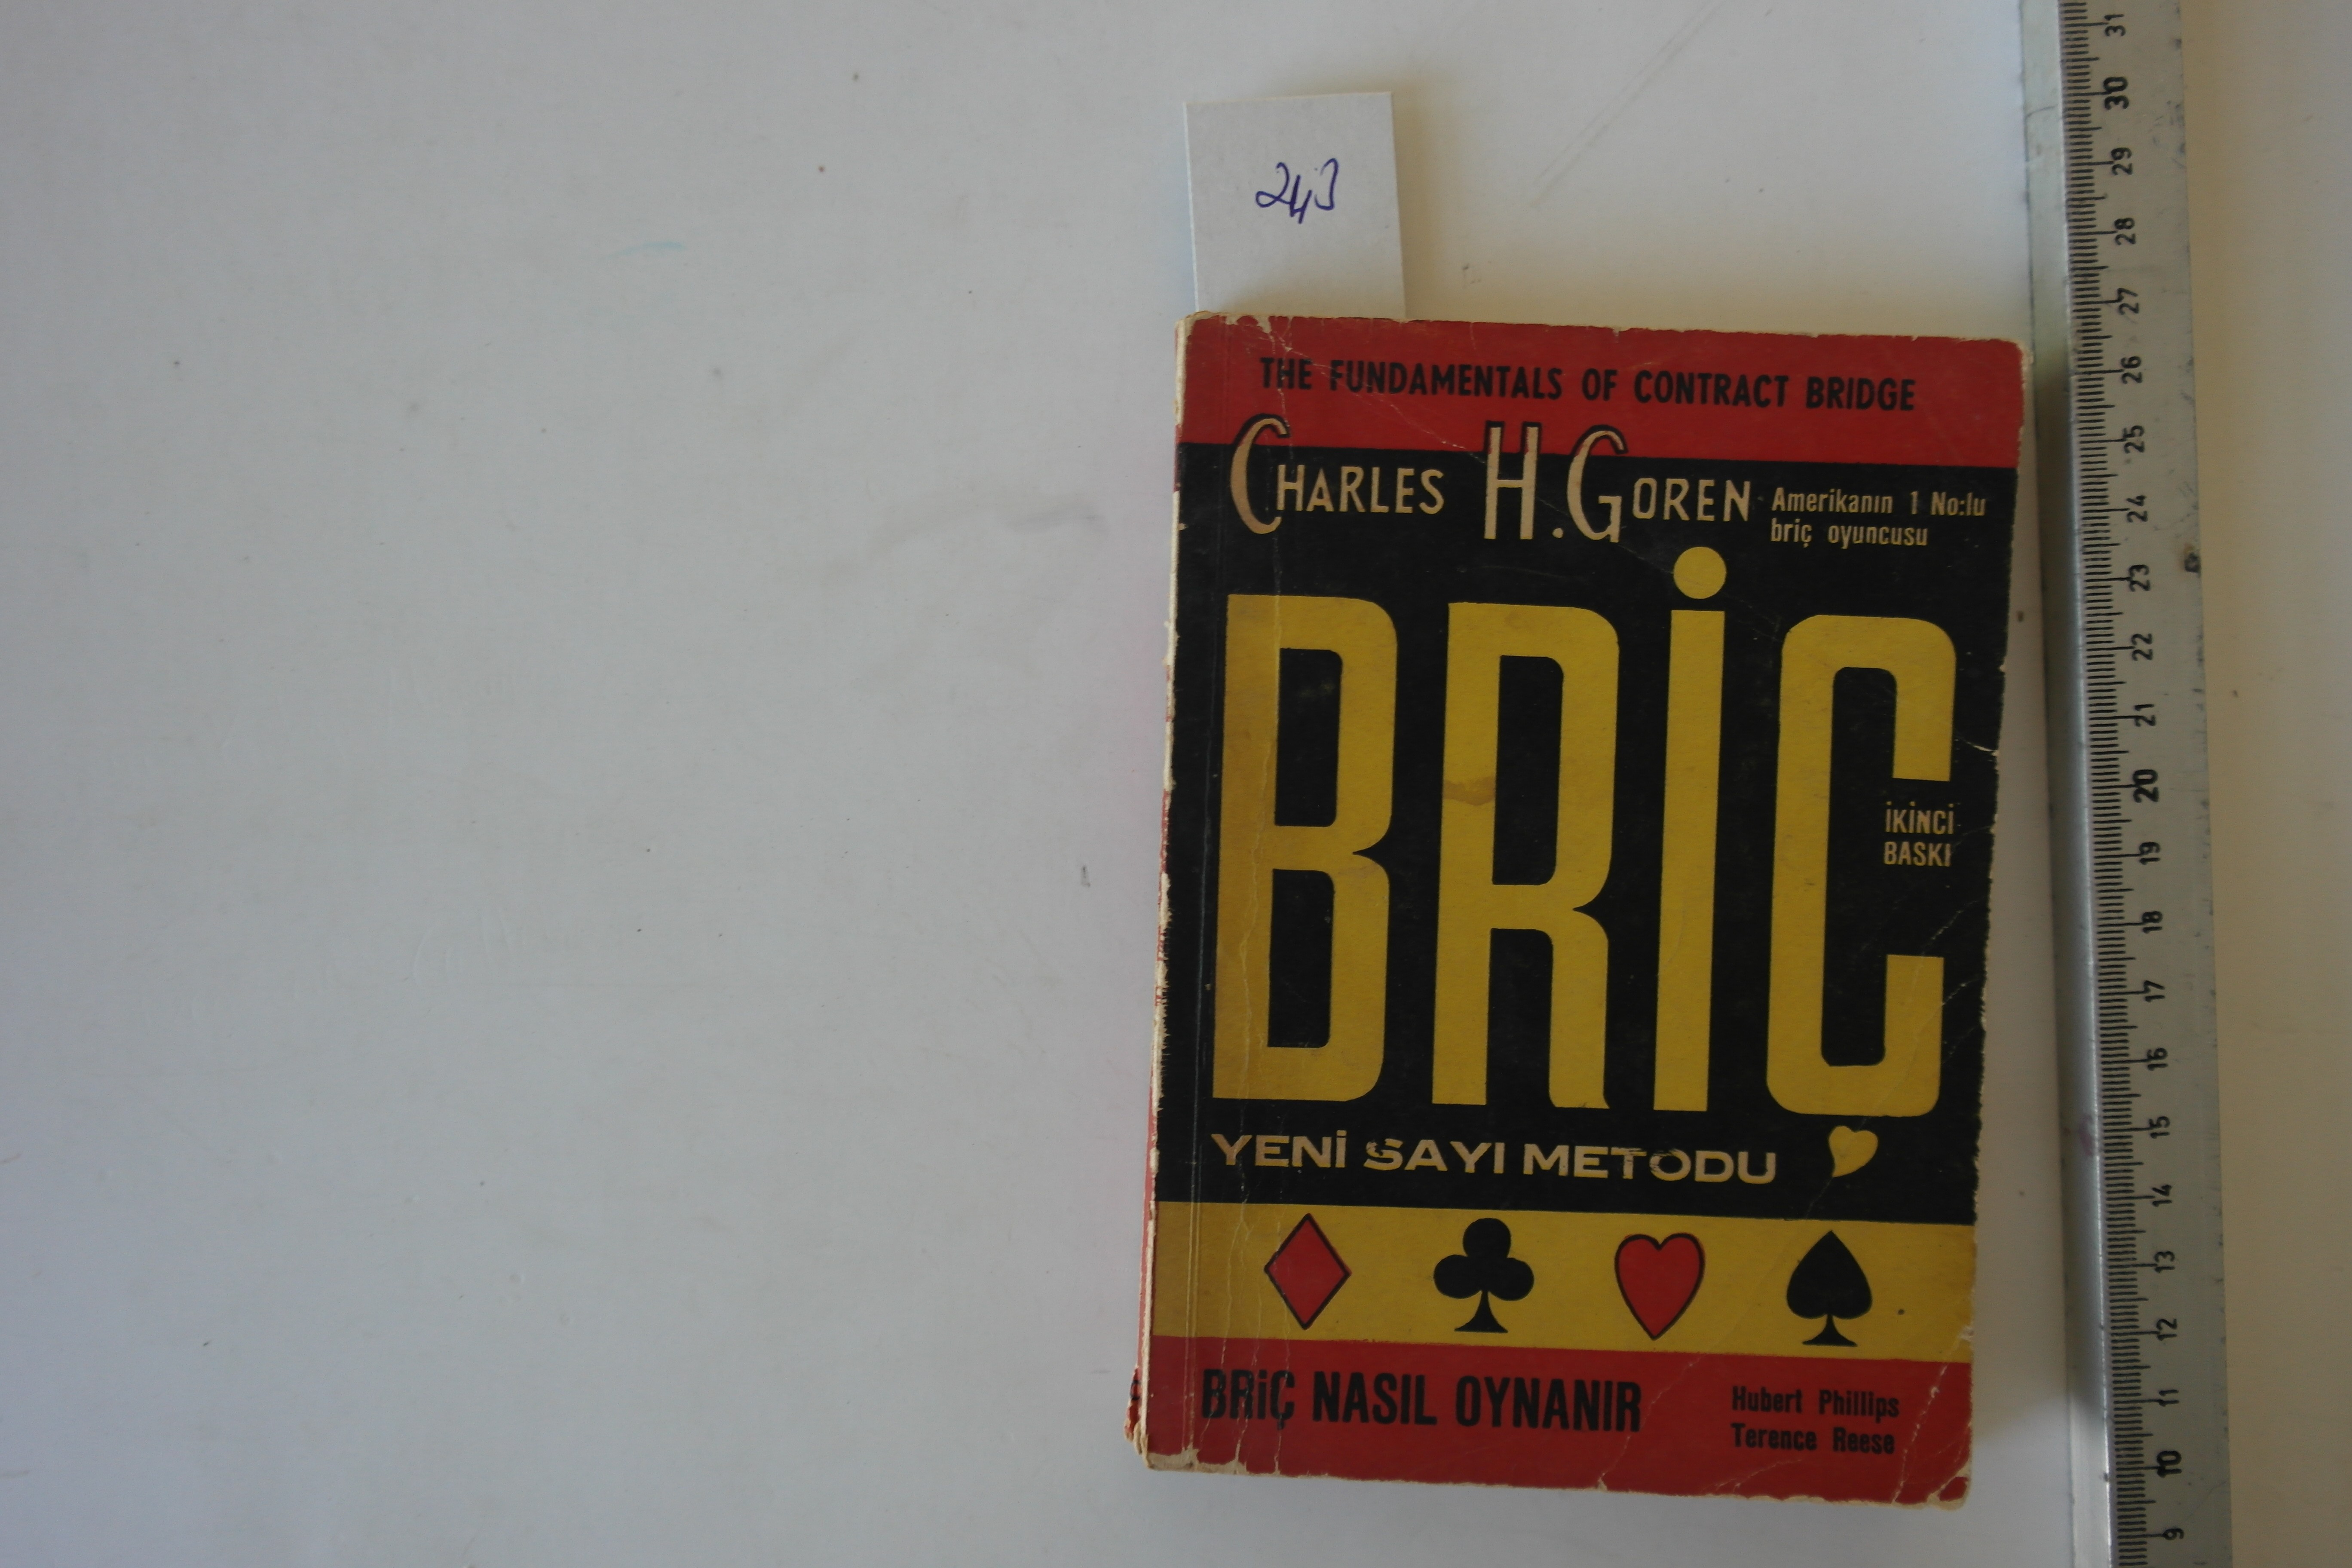 243
THE FUNDAMENTALS OF CONTRACT BRIDGE
CHARLES H. GOREN
Amerikanın 1 No:lu
briç oyuncusu
BRİÇ
İKİNCİ
BASKI
YENİ SAYI METODU
BRİÇ NASIL OYNANIR
Hubert Phillips
Terence Reese
31
30
29
28
27
26
25
24
23
22
21
20
19
18
17
16
15
14
13
12
11
10
9